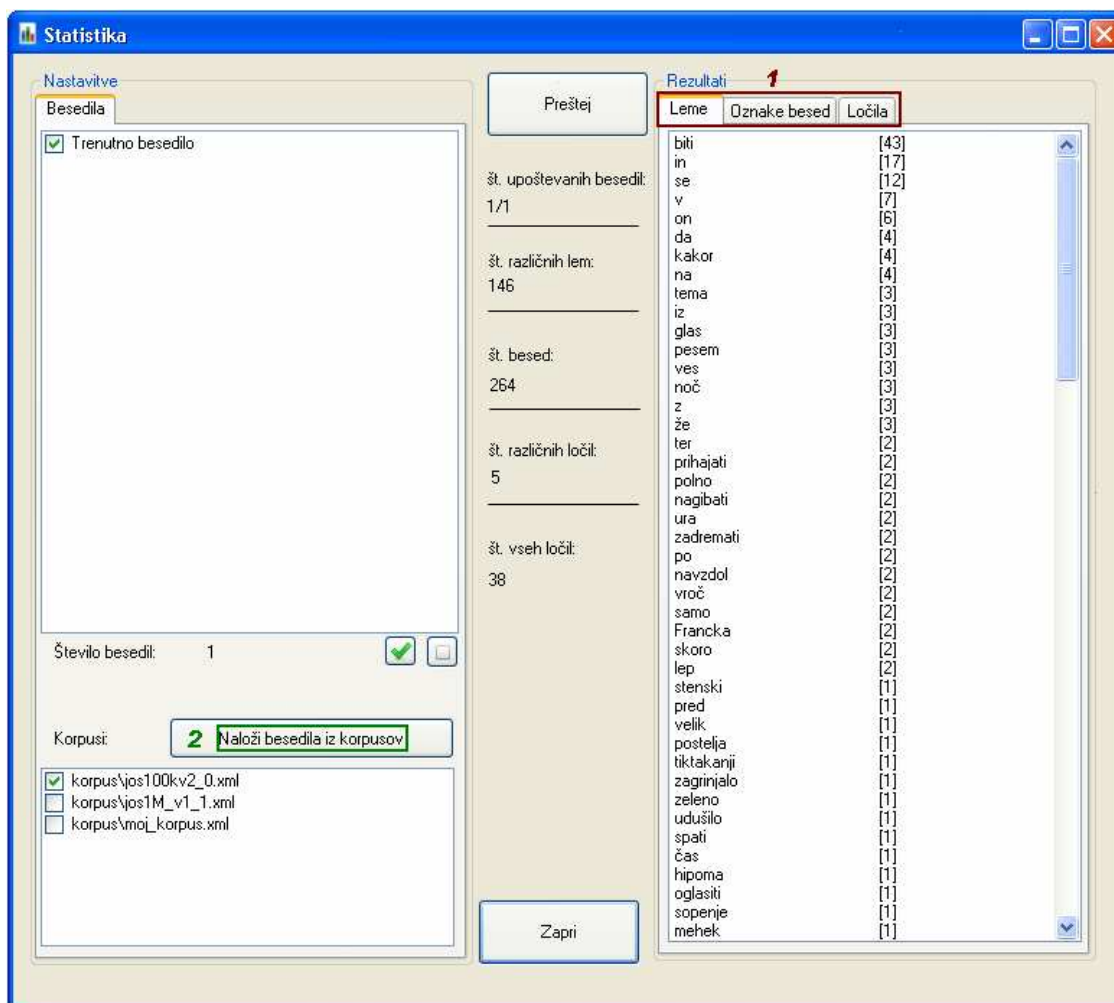 Statistika
Nastavitve
Besedila
Trenutno besedilo
Število besedil: 1
Korpusi:
2 Naloži besedila iz korpusov
korpus\jos100kv2_0.xml
korpus\jos1M_v1_1.xml
korpus\moj_korpus.xml
Preštej
št. upoštevanih besedil:
1/1
št. različnih lem:
146
št. besed:
264
št. različnih ločil:
5
št. vseh ločil:
38
Zapri
Rezultati 1
Leme Oznake besed Ločila
biti [43]
in [17]
se [12]
v [7]
on [6]
da [4]
kakor [4]
na [4]
tema [3]
iz [3]
glas [3]
pesem [3]
ves [3]
noč [3]
z [3]
že [3]
ter [2]
prihajati [2]
polno [2]
nagibati [2]
ura [2]
zadremati [2]
po [2]
navzdol [2]
vroč [2]
samo [2]
Francka [2]
skoro [2]
lep [2]
stenski [1]
pred [1]
velik [1]
postelja [1]
tiktakanji [1]
zagrinjalo [1]
zeleno [1]
udušilo [1]
spati [1]
čas [1]
hipoma [1]
oglasiti [1]
sopenje [1]
mehek [1]